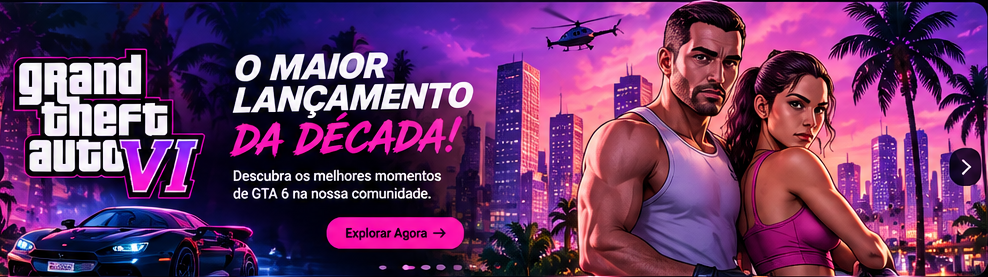 grand
theft
auto VI
O MAIOR
LANÇAMENTO
DA DÉCADA!
Descubra os melhores momentos
de GTA 6 na nossa comunidade.
Explorar Agora →